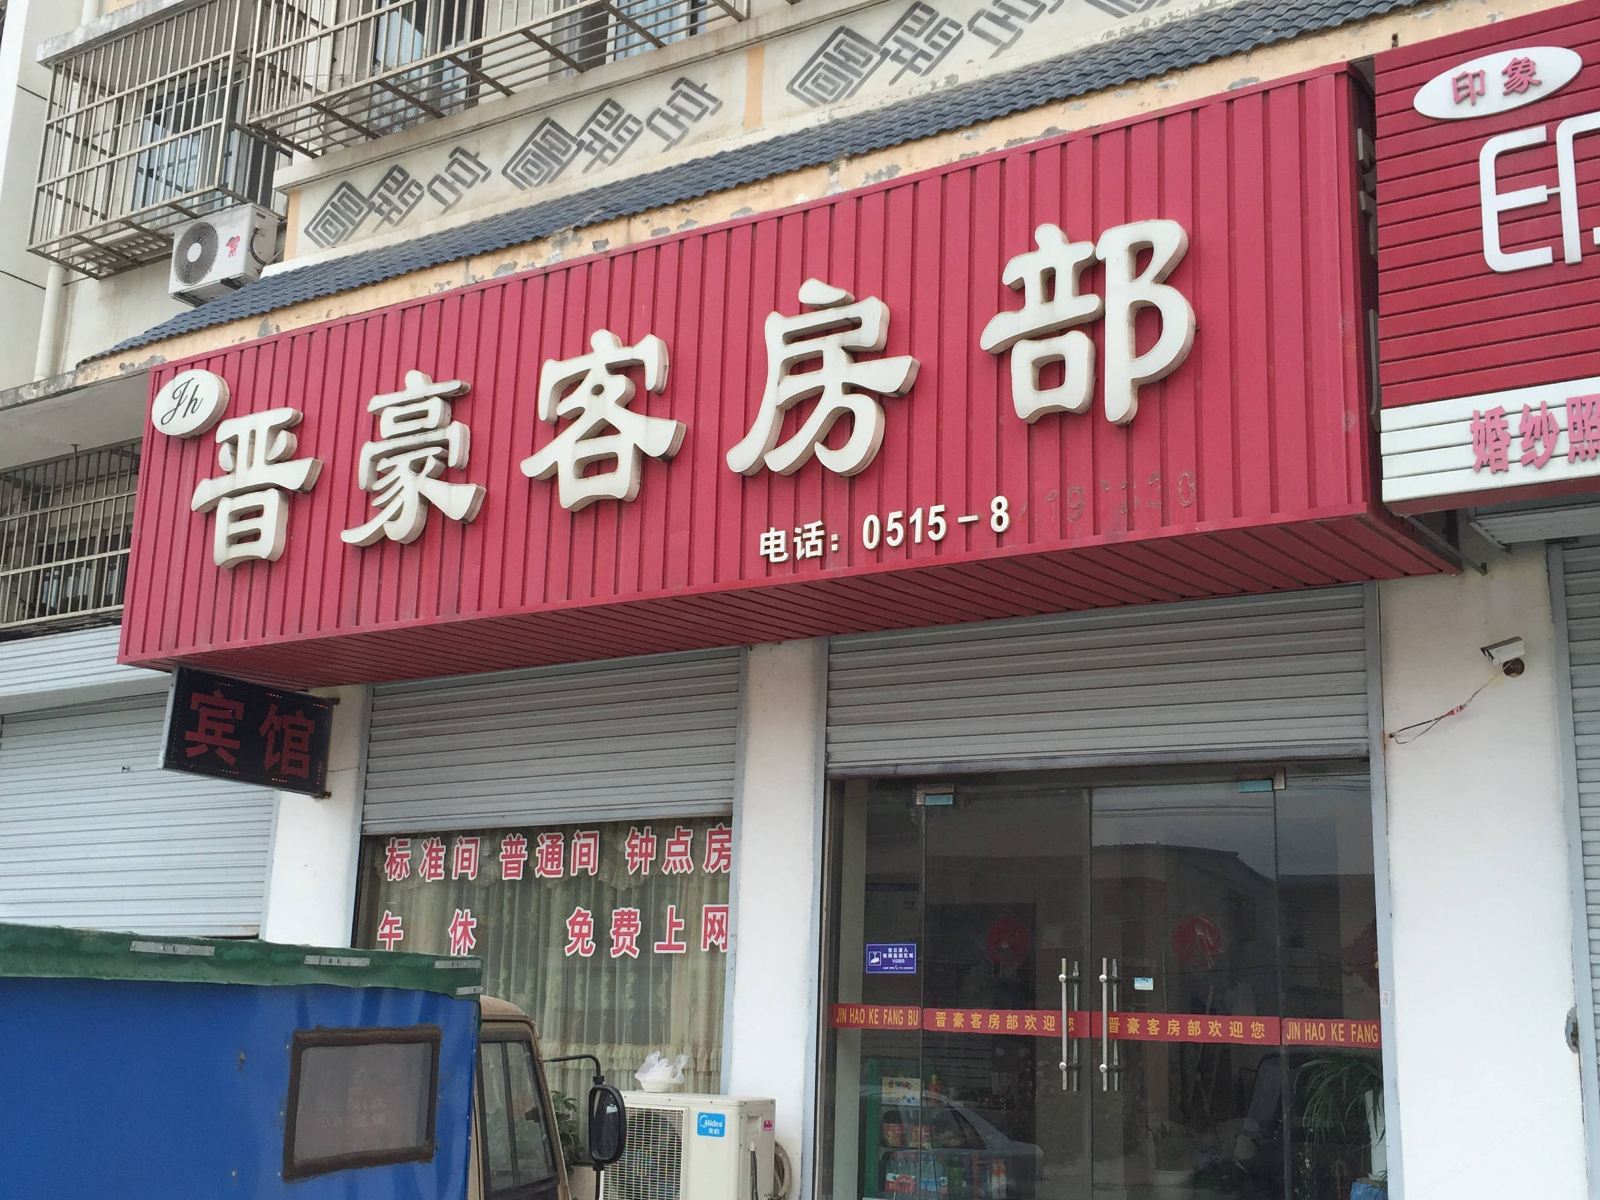 印象
印
Jh
晋豪客房部
电话：0515-8
婚纱照
宾馆
标准间 普通间 钟点房
午休 免费上网
JIN HAO KE FANG BU 晋豪客房部欢迎您 晋豪客房部欢迎您 JIN HAO KE FANG
Midea
美的